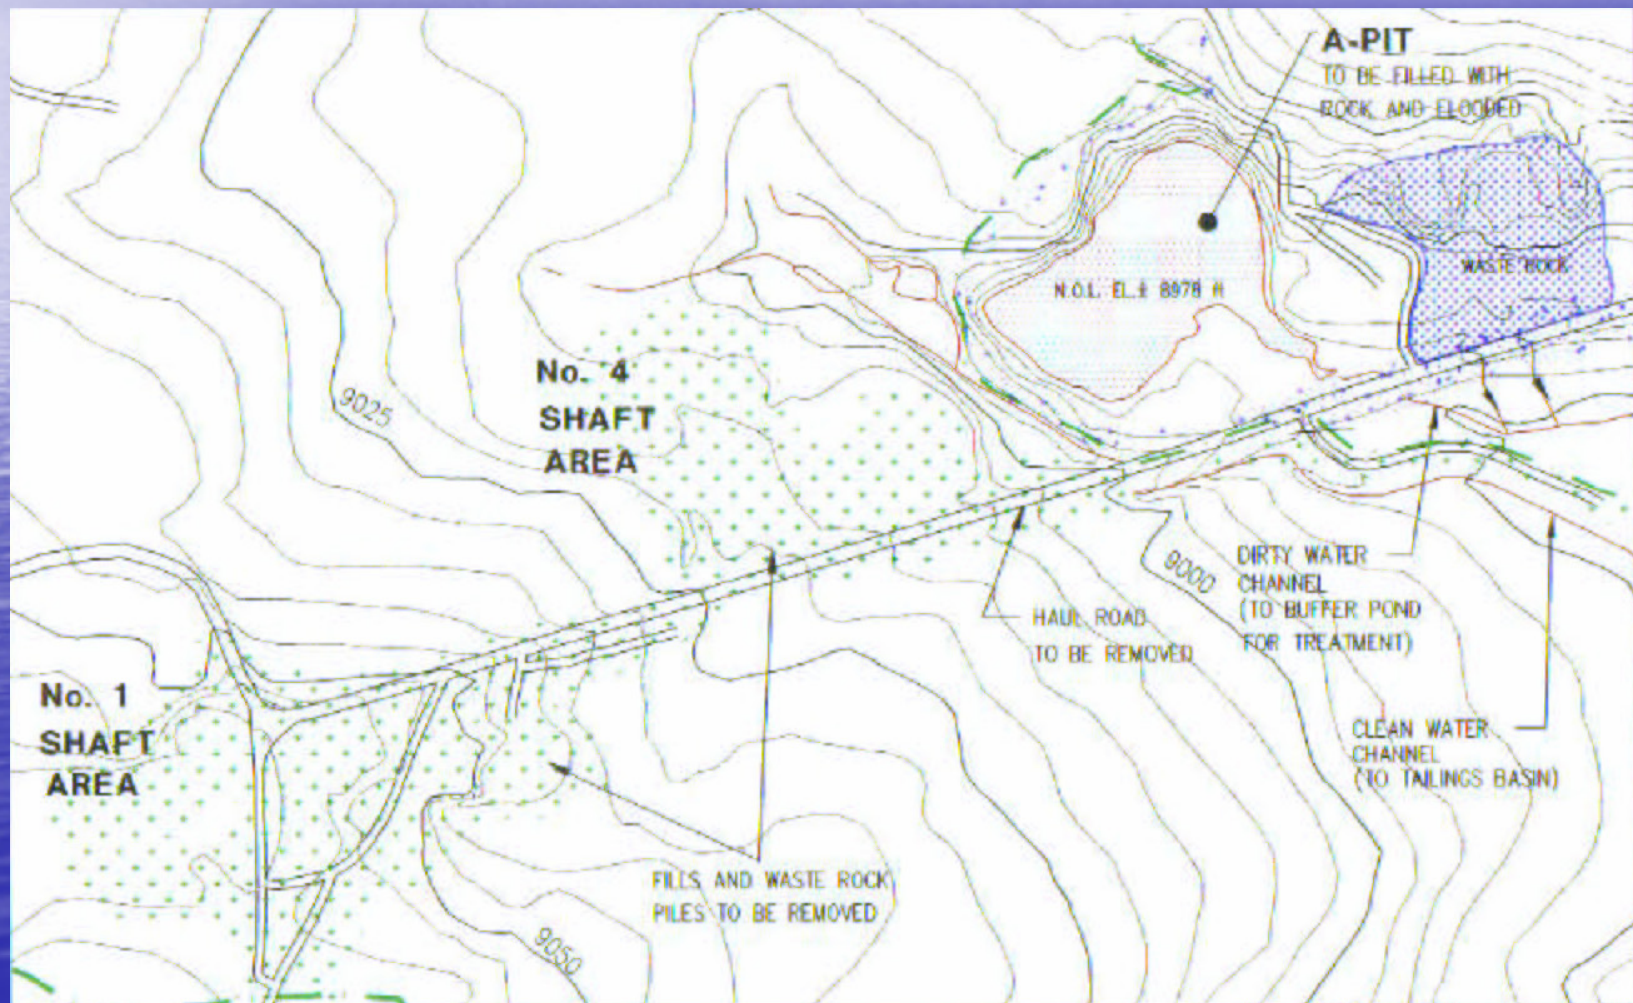 A-PIT
TO BE FILLED WITH
ROCK AND FLOODED
WASTE ROCK
N.O.L. EL.± 8978 ft
No. 4
SHAFT
AREA
9025
9000
DIRTY WATER
CHANNEL
(TO BUFFER POND
FOR TREATMENT)
HAUL ROAD
TO BE REMOVED
No. 1
SHAFT
AREA
CLEAN WATER
CHANNEL
(TO TAILINGS BASIN)
FILLS AND WASTE ROCK
PILES TO BE REMOVED
9050